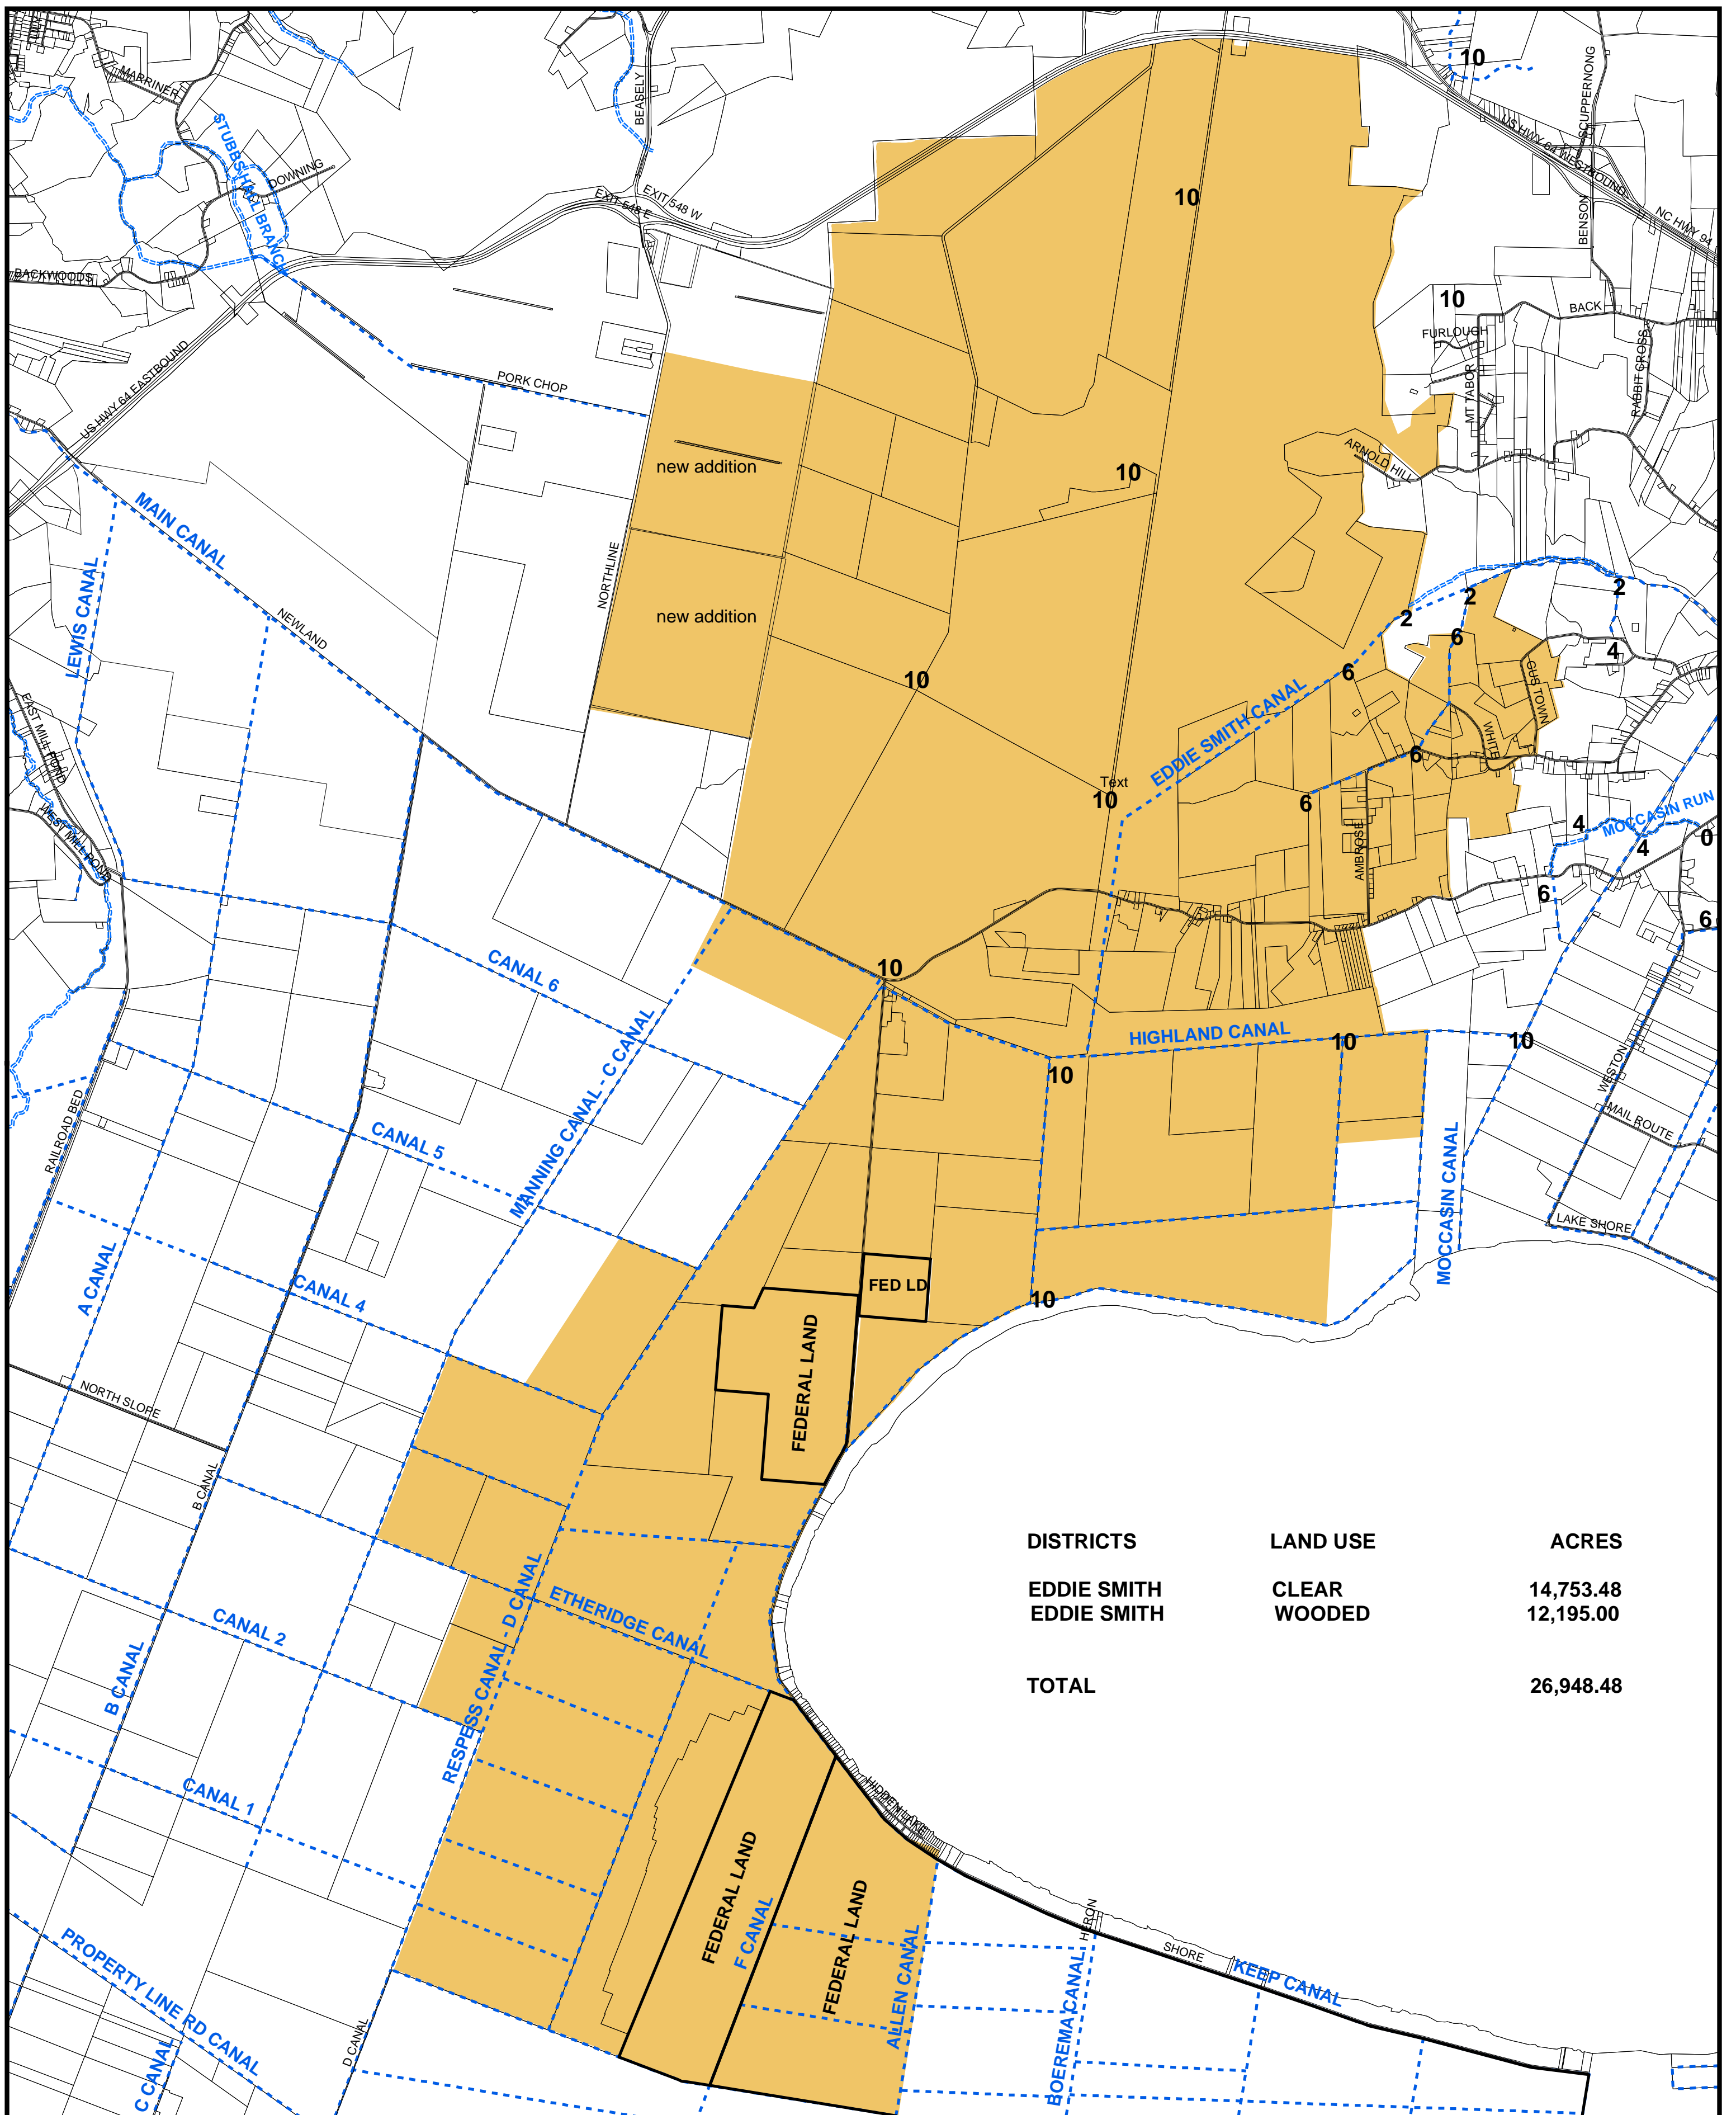 MARRINER
STUBBS HALL BRANCH
DOWNING
BACKWOODS
BEASELY
EXIT 548 E
EXIT 548 W
US HWY 64 EASTBOUND
PORK CHOP
10
SCUPPERNONG
US HWY 64 WESTBOUND
BENSON
NC HWY 94
10
10
BACK
FURLOUGH
MT TABOR
RABBIT CROSS
ARNOLD HILL
new addition
10
MAIN CANAL
LEWIS CANAL
NEWLAND
NORTHLINE
new addition
2
2
2
6
4
6
10
GUS TOWN
WHITE
EAST MILL POND
WEST MILL POND
EDDIE SMITH CANAL
Text
10
6
6
AMBROSE
4
MOCCASIN RUN
4
0
6
6
CANAL 6
10
MANNING CANAL - C CANAL
HIGHLAND CANAL
10
10
10
WESTON
MAIL ROUTE
RAILROAD BED
CANAL 5
MOCCASIN CANAL
LAKE SHORE
A CANAL
CANAL 4
FED LD
10
FEDERAL LAND
NORTH SLOPE
B CANAL
DISTRICTS LAND USE ACRES
EDDIE SMITH CLEAR 14,753.48
EDDIE SMITH WOODED 12,195.00
TOTAL 26,948.48
RESPESS CANAL - D CANAL
ETHERIDGE CANAL
CANAL 2
B CANAL
CANAL 1
HIDDEN LAKE
FEDERAL LAND
F CANAL
FEDERAL LAND
ALLEN CANAL
HERON
SHORE
KEEP CANAL
BOEREMA CANAL
PROPERTY LINE RD CANAL
C CANAL
D CANAL